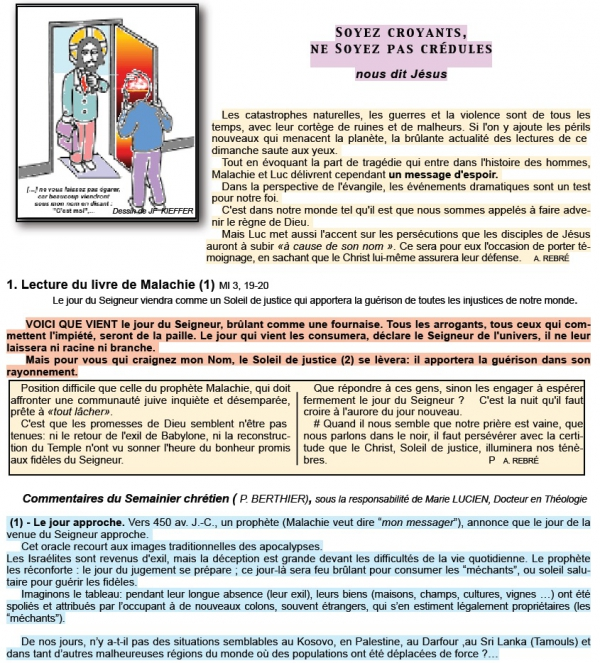 SOYEZ CROYANTS,
NE SOYEZ PAS CRÉDULES
nous dit Jésus
[...] ne vous laissez pas égarer,
car beaucoup viendront
sous mon nom en disant :
"C'est moi",..
Dessin de JF KIEFFER
Les catastrophes naturelles, les guerres et la violence sont de tous les
temps, avec leur cortège de ruines et de malheurs. Si l'on y ajoute les périls
nouveaux qui menacent la planète, la brûlante actualité des lectures de ce
dimanche saute aux yeux.
Tout en évoquant la part de tragédie qui entre dans l'histoire des hommes,
Malachie et Luc délivrent cependant un message d'espoir.
Dans la perspective de l'évangile, les événements dramatiques sont un test
pour notre foi.
C'est dans notre monde tel qu'il est que nous sommes appelés à faire adve-
nir le règne de Dieu.
Mais Luc met aussi l'accent sur les persécutions que les disciples de Jésus
auront à subir «à cause de son nom ». Ce sera pour eux l'occasion de porter té-
moignage, en sachant que le Christ lui-même assurera leur défense. A. REBRÉ
1. Lecture du livre de Malachie (1) Ml 3, 19-20
Le jour du Seigneur viendra comme un Soleil de justice qui apportera la guérison de toutes les injustices de notre monde.
VOICI QUE VIENT le jour du Seigneur, brûlant comme une fournaise. Tous les arrogants, tous ceux qui com-
mettent l'impiété, seront de la paille. Le jour qui vient les consumera, déclare le Seigneur de l'univers, il ne leur
laissera ni racine ni branche.
Mais pour vous qui craignez mon Nom, le Soleil de justice (2) se lèvera: il apportera la guérison dans son
rayonnement.
Position difficile que celle du prophète Malachie, qui doit
affronter une communauté juive inquiète et désemparée,
prête à «tout lâcher».
C'est que les promesses de Dieu semblent n'être pas
tenues: ni le retour de l'exil de Babylone, ni la reconstruc-
tion du Temple n'ont vu sonner l'heure du bonheur promis
aux fidèles du Seigneur.
Que répondre à ces gens, sinon les engager à espérer
fermement le jour du Seigneur ? C'est la nuit qu'il faut
croire à l'aurore du jour nouveau.
# Quand il nous semble que notre prière est vaine, que
nous parlons dans le noir, il faut persévérer avec la certi-
tude que le Christ, Soleil de justice, illuminera nos ténè-
bres. P A. REBRÉ
Commentaires du Semainier chrétien ( P. BERTHIER), sous la responsabilité de Marie LUCIEN, Docteur en Théologie
(1) - Le jour approche. Vers 450 av. J.-C., un prophète (Malachie veut dire "mon messager"), annonce que le jour de la
venue du Seigneur approche.
Cet oracle recourt aux images traditionnelles des apocalypses.
Les Israélites sont revenus d'exil, mais la déception est grande devant les difficultés de la vie quotidienne. Le prophète
les réconforte : le jour du jugement se prépare ; ce jour-là sera feu brûlant pour consumer les "méchants", ou soleil salu-
taire pour guérir les fidèles.
Imaginons le tableau: pendant leur longue absence (leur exil), leurs biens (maisons, champs, cultures, vignes …) ont été
spoliés et attribués par l'occupant à de nouveaux colons, souvent étrangers, qui s'en estiment légalement propriétaires (les
"méchants").
De nos jours, n'y a-t-il pas des situations semblables au Kosovo, en Palestine, au Darfour ,au Sri Lanka (Tamouls) et
dans tant d'autres malheureuses régions du monde où des populations ont été déplacées de force ?…